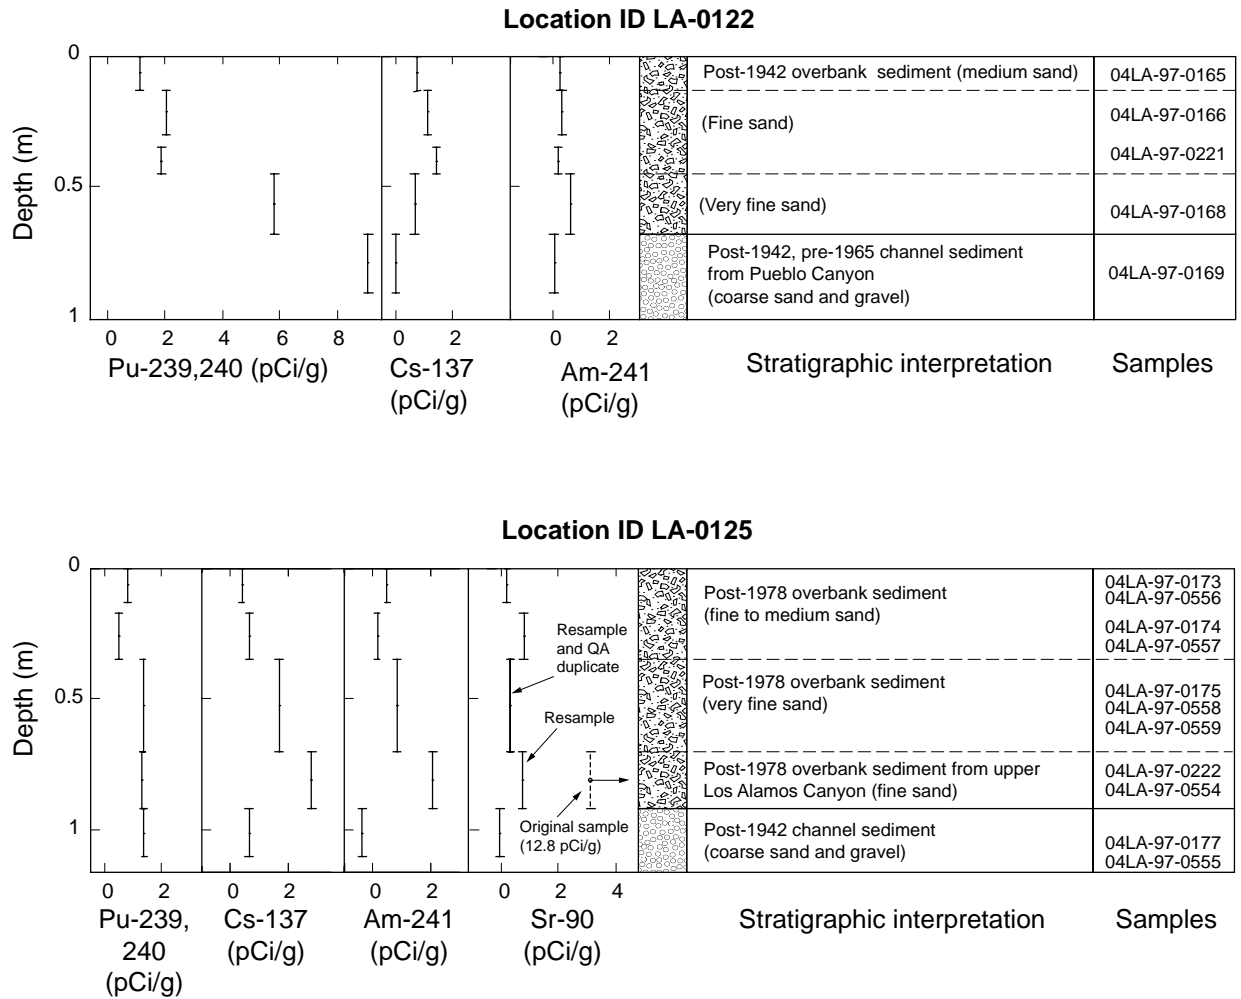 Location ID LA-0122
0
0.5
1
Depth (m)
0 2 4 6 8
0 2
0 2
Pu-239,240 (pCi/g)
Cs-137
(pCi/g)
Am-241
(pCi/g)
Post-1942 overbank sediment (medium sand)
(Fine sand)
(Very fine sand)
Post-1942, pre-1965 channel sediment
from Pueblo Canyon
(coarse sand and gravel)
Stratigraphic interpretation
04LA-97-0165
04LA-97-0166
04LA-97-0221
04LA-97-0168
04LA-97-0169
Samples
Location ID LA-0125
0
0.5
1
Depth (m)
Resample
and QA
duplicate
Resample
Original sample
(12.8 pCi/g)
0 2
0 2
0 2
0 2 4
Pu-239,
240
(pCi/g)
Cs-137
(pCi/g)
Am-241
(pCi/g)
Sr-90
(pCi/g)
Post-1978 overbank sediment
(fine to medium sand)
Post-1978 overbank sediment
(very fine sand)
Post-1978 overbank sediment from upper
Los Alamos Canyon (fine sand)
Post-1942 channel sediment
(coarse sand and gravel)
Stratigraphic interpretation
04LA-97-0173
04LA-97-0556
04LA-97-0174
04LA-97-0557
04LA-97-0175
04LA-97-0558
04LA-97-0559
04LA-97-0222
04LA-97-0554
04LA-97-0177
04LA-97-0555
Samples